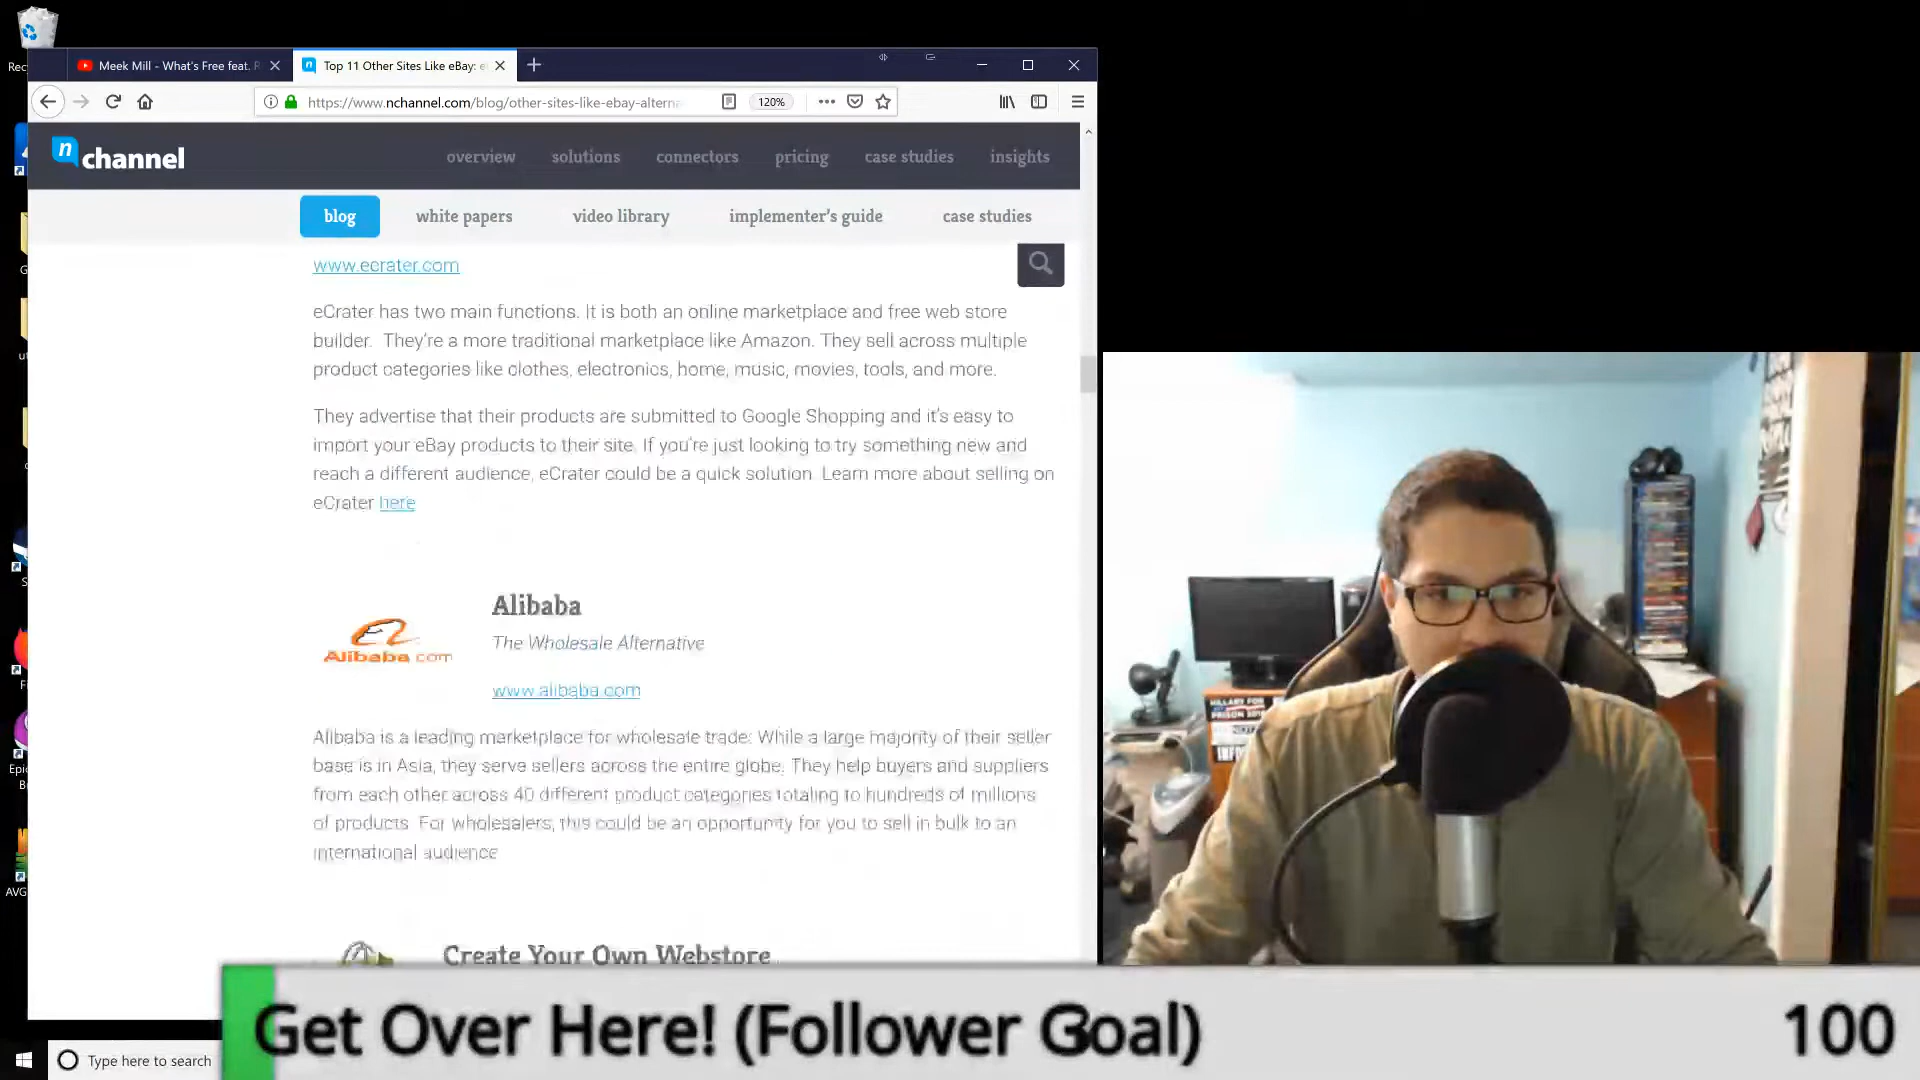 Meek Mill - What's Free feat. R
Top 11 Other Sites Like eBay: e
https://www.nchannel.com/blog/other-sites-like-ebay-alterna
120%
n channel
overview solutions connectors pricing case studies insights
blog white papers video library implementer's guide case studies
www.ecrater.com
eCrater has two main functions. It is both an online marketplace and free web store
builder. They're a more traditional marketplace like Amazon. They sell across multiple
product categories like clothes, electronics, home, music, movies, tools, and more.
They advertise that their products are submitted to Google Shopping and it's easy to
import your eBay products to their site. If you're just looking to try something new and
reach a different audience, eCrater could be a quick solution. Learn more about selling on
eCrater here
Alibaba
The Wholesale Alternative
Alibaba.com
www.alibaba.com
Alibaba is a leading marketplace for wholesale trade. While a large majority of their seller
base is in Asia, they serve sellers across the entire globe. They help buyers and suppliers
from each other across 40 different product categories totaling to hundreds of millions
of products. For wholesalers, this could be an opportunity for you to sell in bulk to an
international audience
Create Your Own Webstore
HILLARY FOR
PRISON
Get Over Here! (Follower Goal)
100
Type here to search
Rec
Epic
AVG